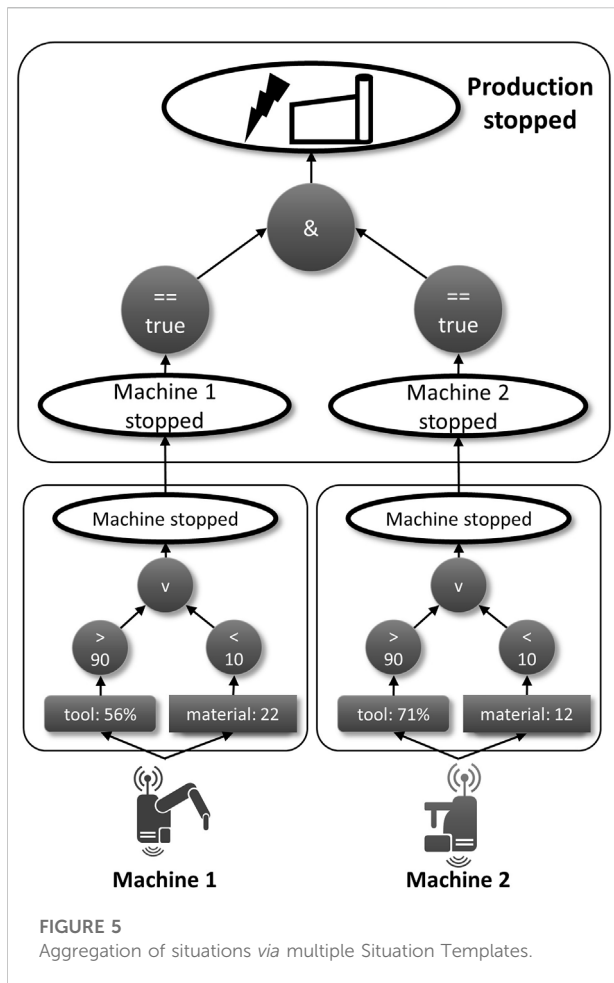 Production
stopped
&
==
true
==
true
Machine 1
stopped
Machine 2
stopped
Machine stopped
Machine stopped
v
v
>
90
<
10
>
90
<
10
tool: 56%
material: 22
tool: 71%
material: 12
Machine 1
Machine 2
FIGURE 5
Aggregation of situations via multiple Situation Templates.